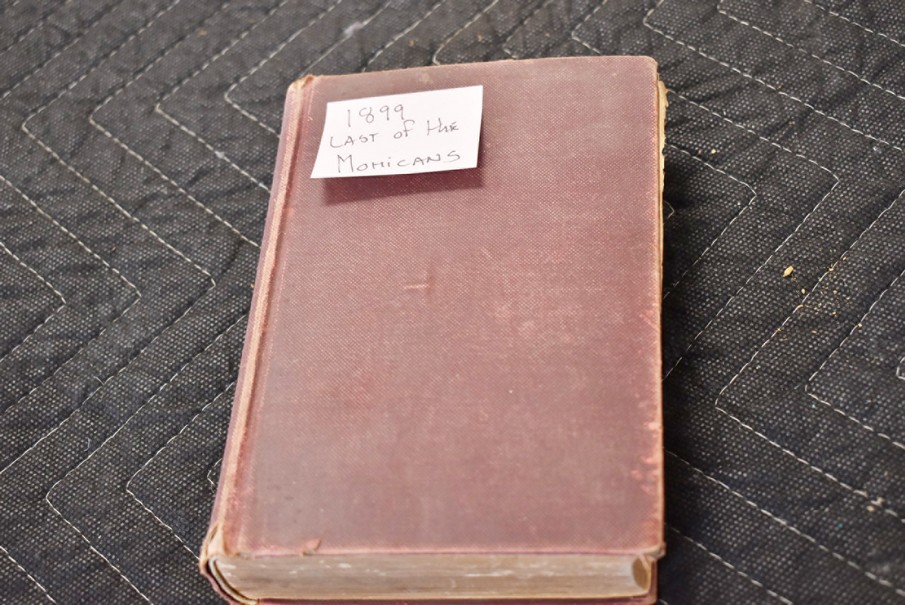 1899
LAST of the
MOHICANS